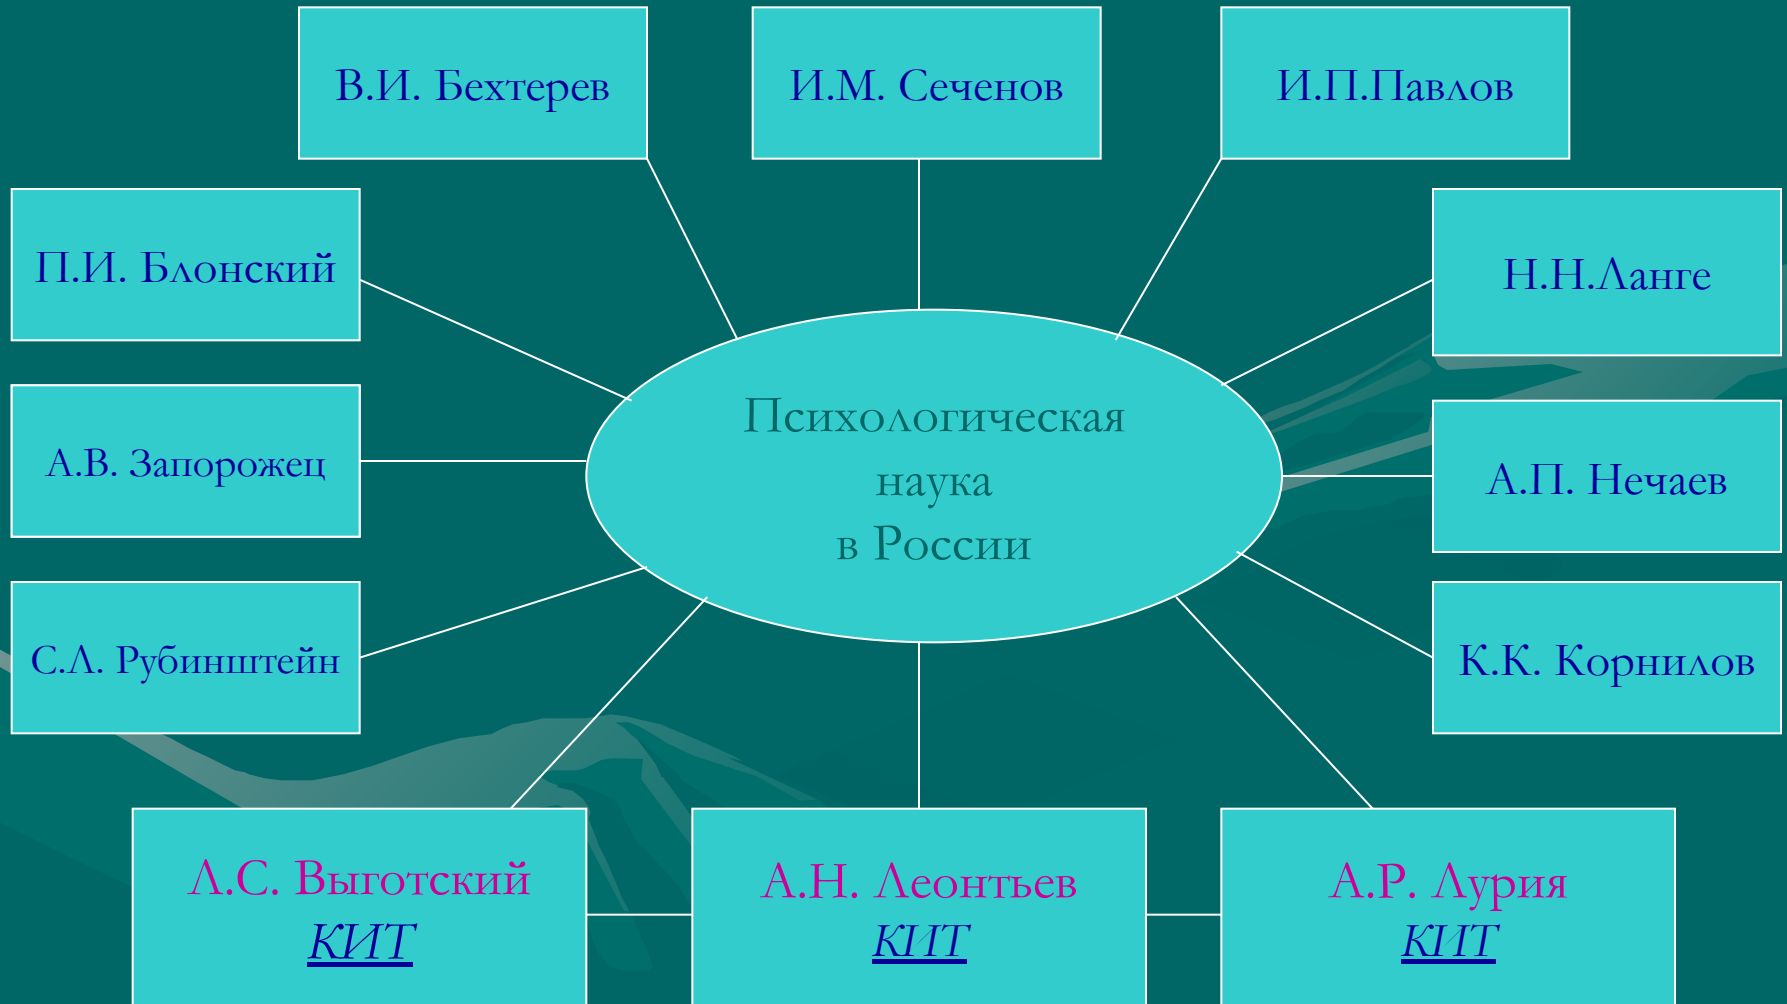 В.И. Бехтерев
И.М. Сеченов
И.П.Павлов
П.И. Блонский
Н.Н.Ланге
Психологическая
наука
в России
А.В. Запорожец
А.П. Нечаев
С.Л. Рубинштейн
К.К. Корнилов
Л.С. Выготский
КИТ
А.Н. Леонтьев
КИТ
А.Р. Лурия
КИТ